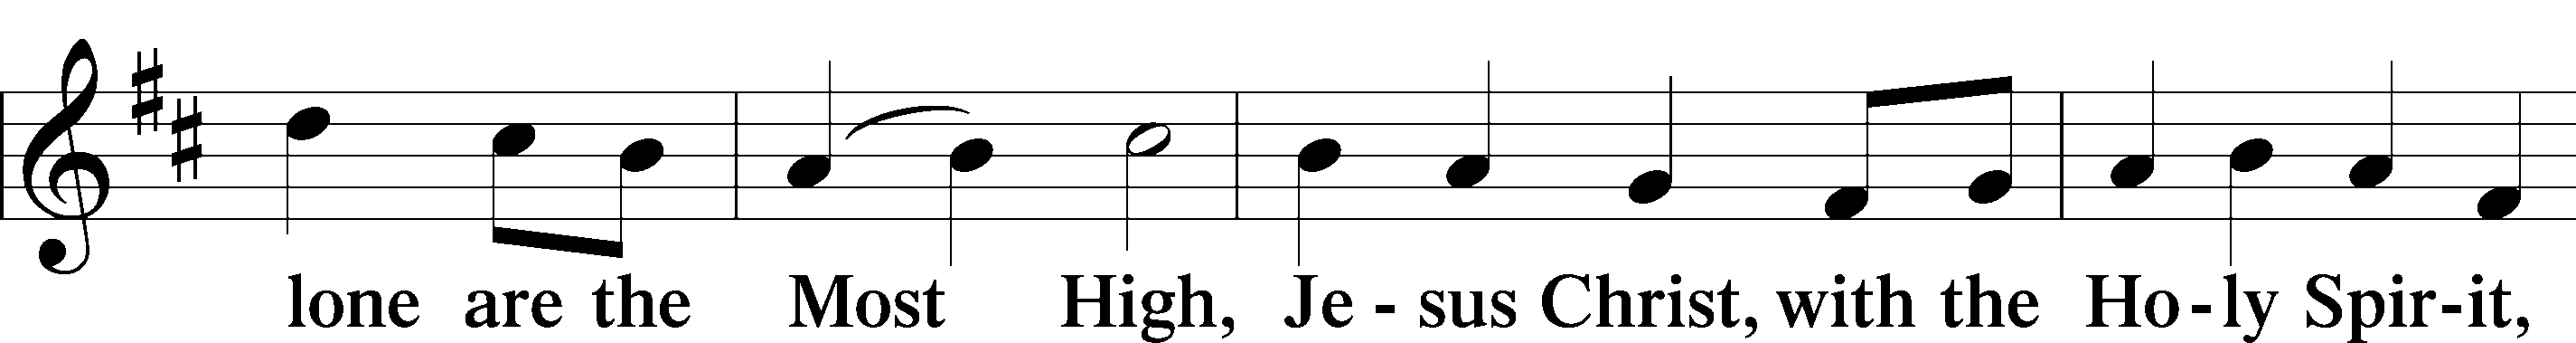 lone are the Most High, Je - sus Christ, with the Ho - ly Spir - it,